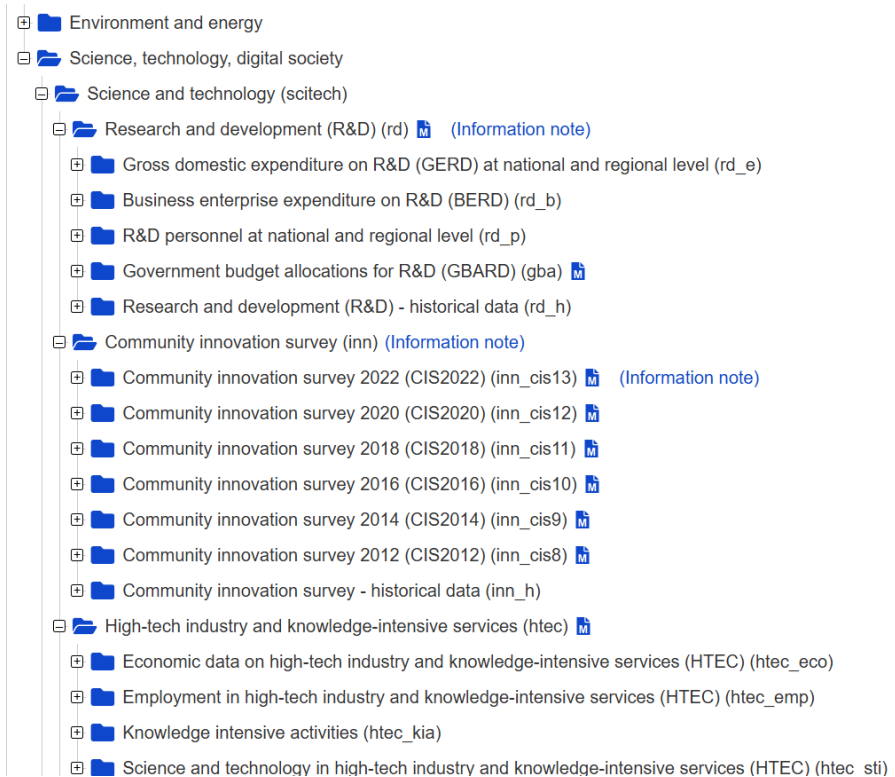 Environment and energy
Science, technology, digital society
Science and technology (scitech)
Research and development (R&D) (rd) M (Information note)
Gross domestic expenditure on R&D (GERD) at national and regional level (rd_e)
Business enterprise expenditure on R&D (BERD) (rd_b)
R&D personnel at national and regional level (rd_p)
Government budget allocations for R&D (GBARD) (gba) M
Research and development (R&D) - historical data (rd_h)
Community innovation survey (inn) (Information note)
Community innovation survey 2022 (CIS2022) (inn_cis13) M (Information note)
Community innovation survey 2020 (CIS2020) (inn_cis12) M
Community innovation survey 2018 (CIS2018) (inn_cis11) M
Community innovation survey 2016 (CIS2016) (inn_cis10) M
Community innovation survey 2014 (CIS2014) (inn_cis9) M
Community innovation survey 2012 (CIS2012) (inn_cis8) M
Community innovation survey - historical data (inn_h)
High-tech industry and knowledge-intensive services (htec) M
Economic data on high-tech industry and knowledge-intensive services (HTEC) (htec_eco)
Employment in high-tech industry and knowledge-intensive services (HTEC) (htec_emp)
Knowledge intensive activities (htec_kia)
Science and technology in high-tech industry and knowledge-intensive services (HTEC) (htec_sti)